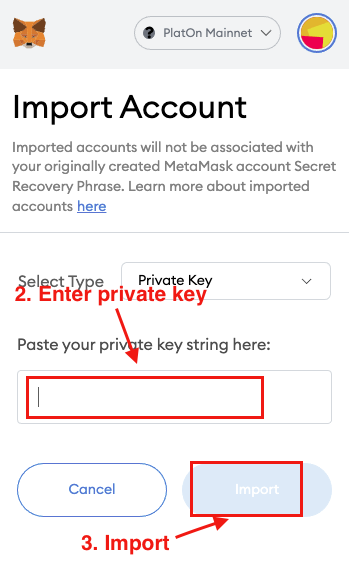 PlatOn Mainnet
Import Account
Imported accounts will not be associated with
your originally created MetaMask account Secret
Recovery Phrase. Learn more about imported
accounts here
Select Type
Private Key
2. Enter private key
Paste your private key string here:
Cancel
Import
3. Import